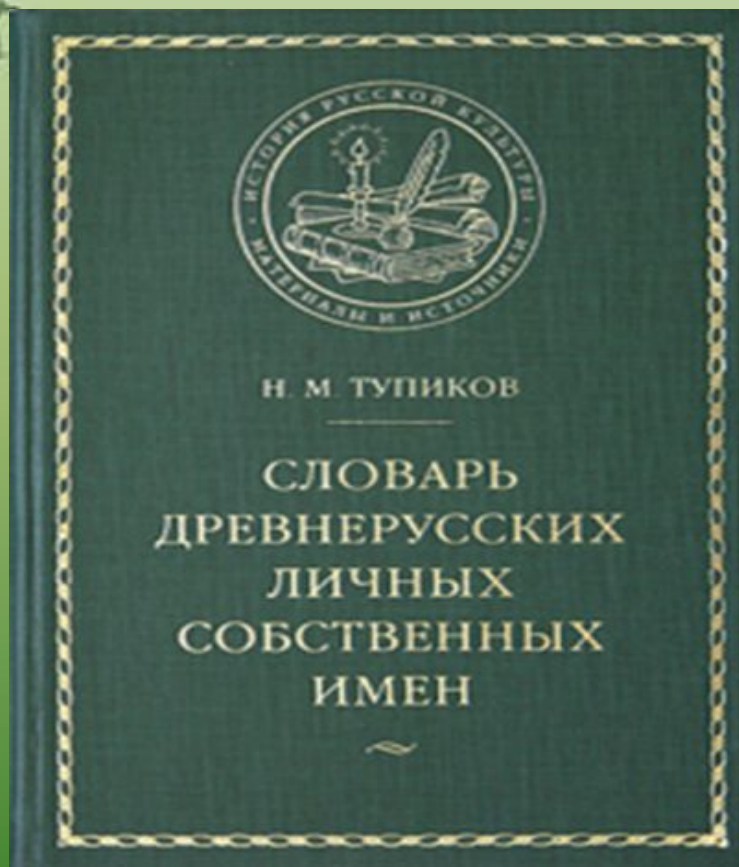 ИСТОРИЯ РУССКОЙ КУЛЬТУРЫ
МАТЕРИАЛЫ И ИСТОЧНИКИ
Н. М. ТУПИКОВ
СЛОВАРЬ
ДРЕВНЕРУССКИХ
ЛИЧНЫХ
СОБСТВЕННЫХ
ИМЕН